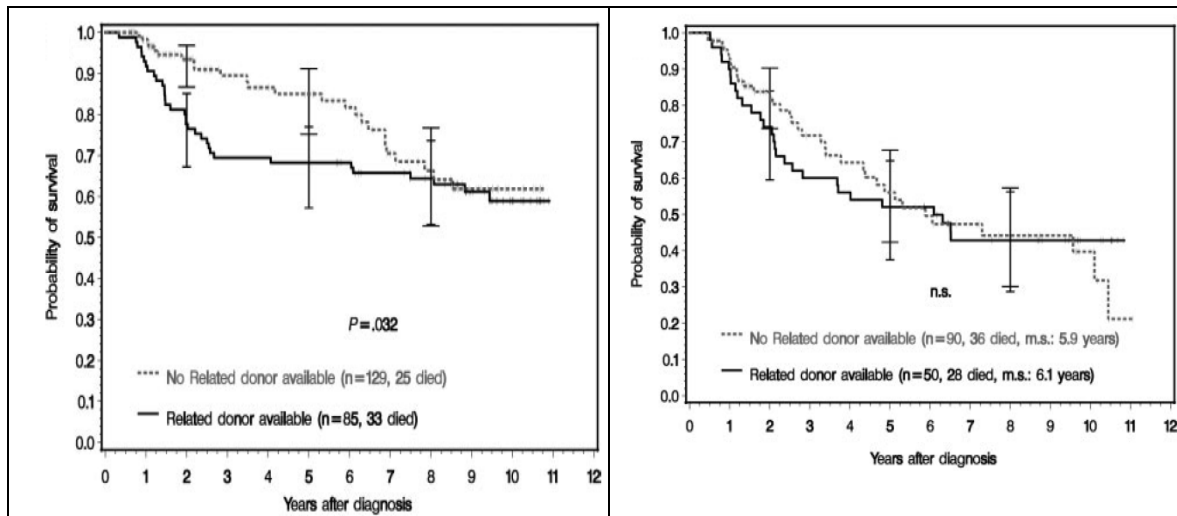 1.0
0.9
0.8
0.7
0.6
0.5
0.4
0.3
0.2
0.1
0.0
Probability of survival
P=.032
No Related donor available (n=129, 25 died)
Related donor available (n=85, 33 died)
0 1 2 3 4 5 6 7 8 9 10 11 12
Years after diagnosis
1.0
0.9
0.8
0.7
0.6
0.5
0.4
0.3
0.2
0.1
0.0
Probability of survival
n.s.
No Related donor available (n=90, 36 died, m.s.: 5.9 years)
Related donor available (n=50, 28 died, m.s.: 6.1 years)
0 1 2 3 4 5 6 7 8 9 10 11 12
Years after diagnosis